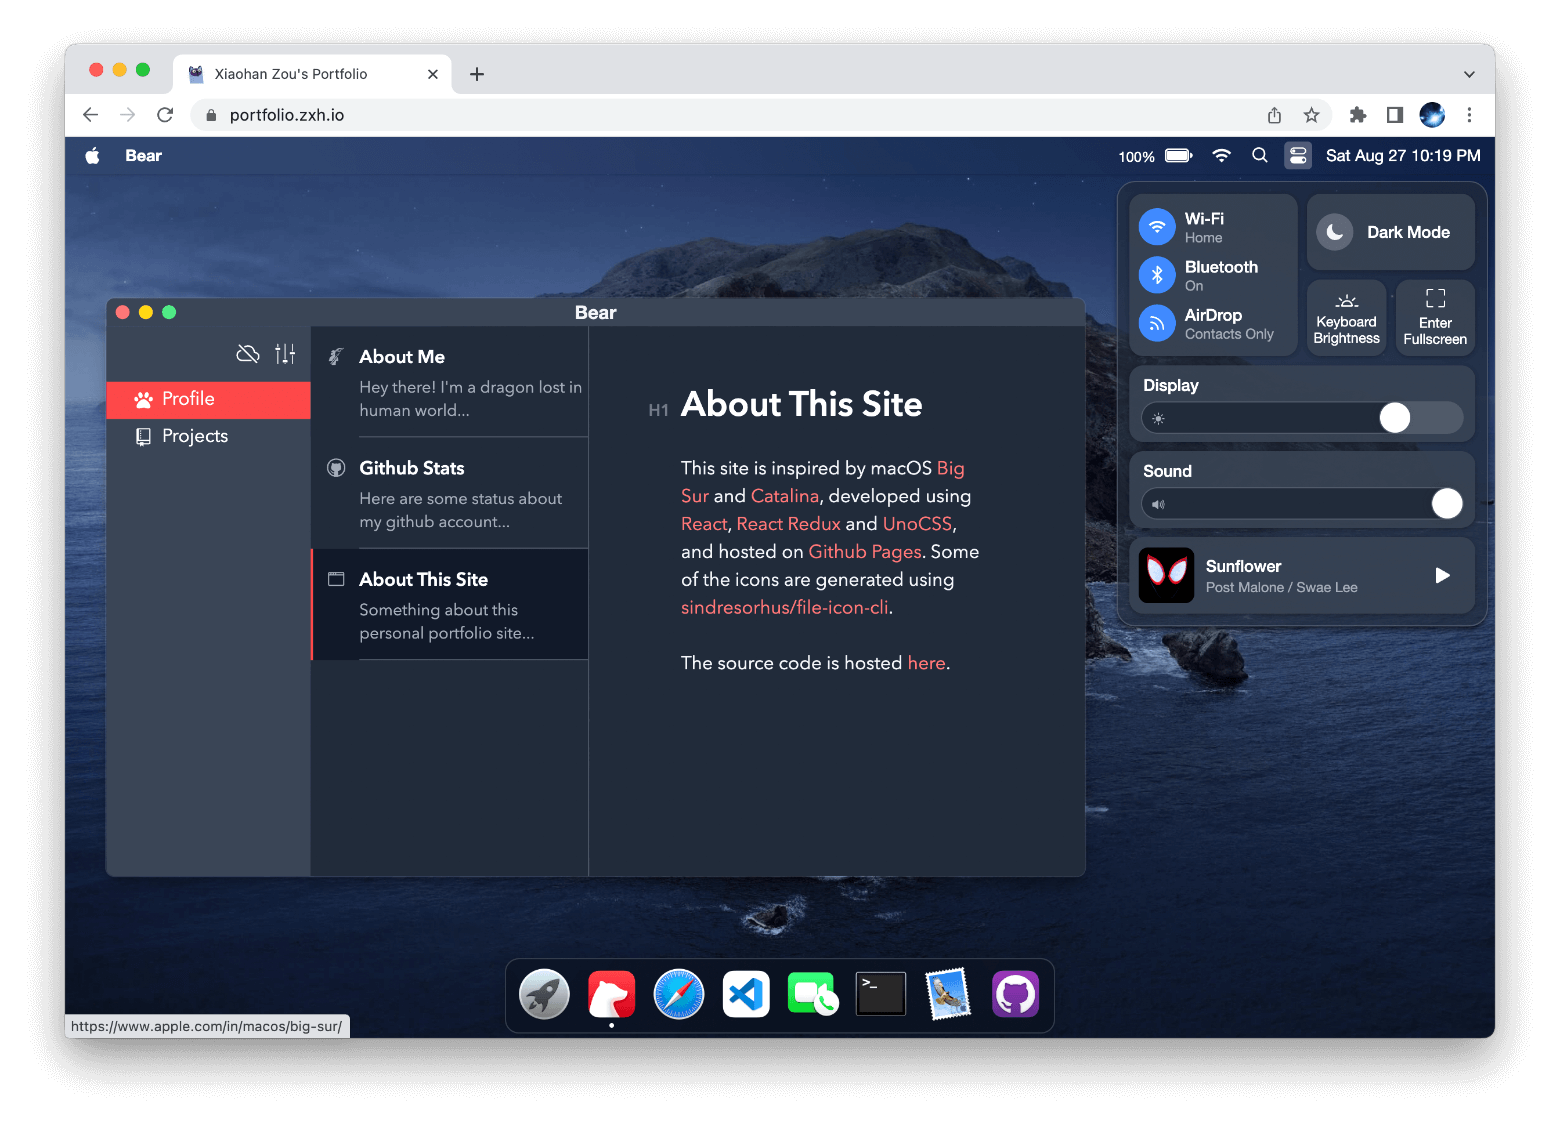 Xiaohan Zou's Portfolio
portfolio.zxh.io
Bear
100%
Sat Aug 27 10:19 PM
Wi-Fi
Home
Bluetooth
On
AirDrop
Contacts Only
Dark Mode
Keyboard
Brightness
Enter
Fullscreen
Display
Sound
Sunflower
Post Malone / Swae Lee
Bear
Profile
Projects
About Me
Hey there! I'm a dragon lost in
human world...
Github Stats
Here are some status about
my github account...
About This Site
Something about this
personal portfolio site...
H1 About This Site
This site is inspired by macOS Big
Sur and Catalina, developed using
React, React Redux and UnoCSS,
and hosted on Github Pages. Some
of the icons are generated using
sindresorhus/file-icon-cli.
The source code is hosted here.
>_
https://www.apple.com/in/macos/big-sur/